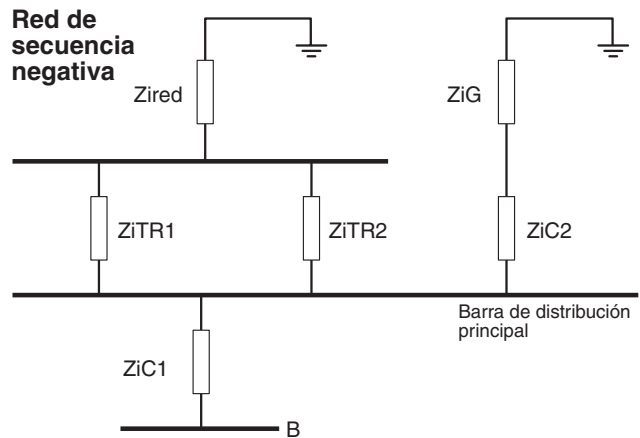 Red de
secuencia
negativa
Zired
ZiG
ZiTR1
ZiTR2
ZiC2
Barra de distribución
principal
ZiC1
B